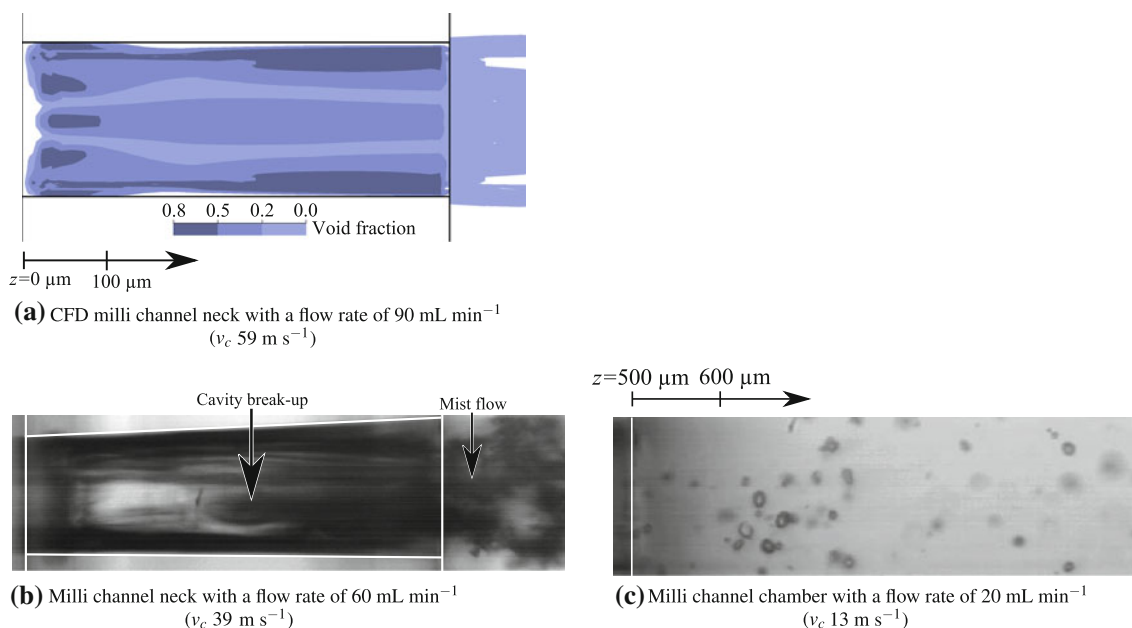 0.8 0.5 0.2 0.0
Void fraction
z=0 µm 100 µm
(a) CFD milli channel neck with a flow rate of 90 mL min−1
(vc 59 m s−1)
z=500 µm 600 µm
Cavity break-up
Mist flow
(b) Milli channel neck with a flow rate of 60 mL min−1
(vc 39 m s−1)
(c) Milli channel chamber with a flow rate of 20 mL min−1
(vc 13 m s−1)